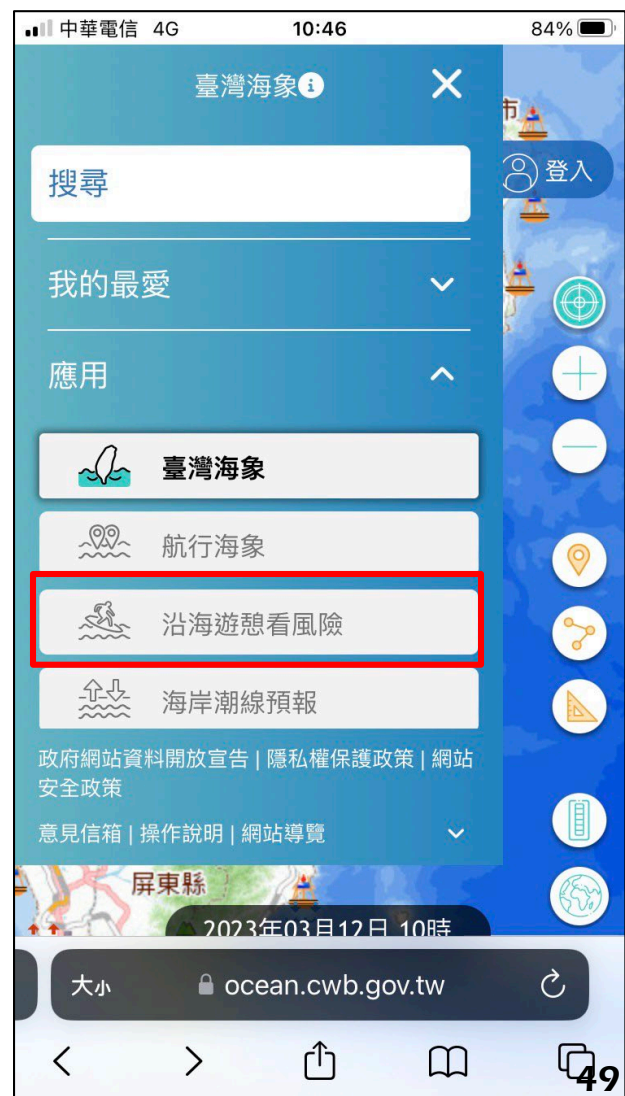 中華電信 4G 10:46 84%
臺灣海象
市
搜尋
登入
我的最愛
應用
臺灣海象
航行海象
沿海遊憩看風險
海岸潮線預報
政府網站資料開放宣告 | 隱私權保護政策 | 網站
安全政策
意見信箱 | 操作說明 | 網站導覽
屏東縣
2023年03月12日 10時
大小 ocean.cwb.gov.tw
49